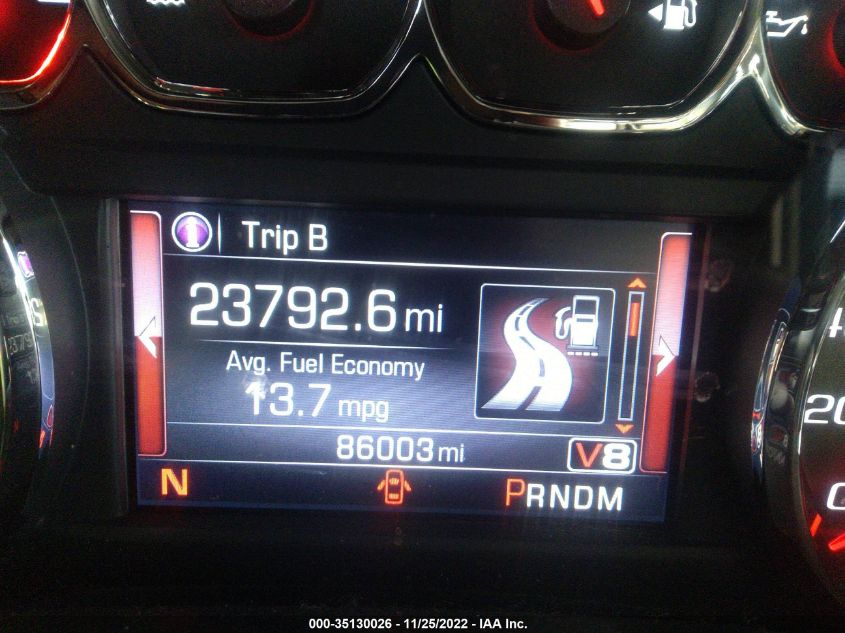 Trip B
23792.6 mi
Avg. Fuel Economy
13.7 mpg
86003 mi
V8
N
PRNDM
000-35130026 - 11/25/2022 - IAA Inc.